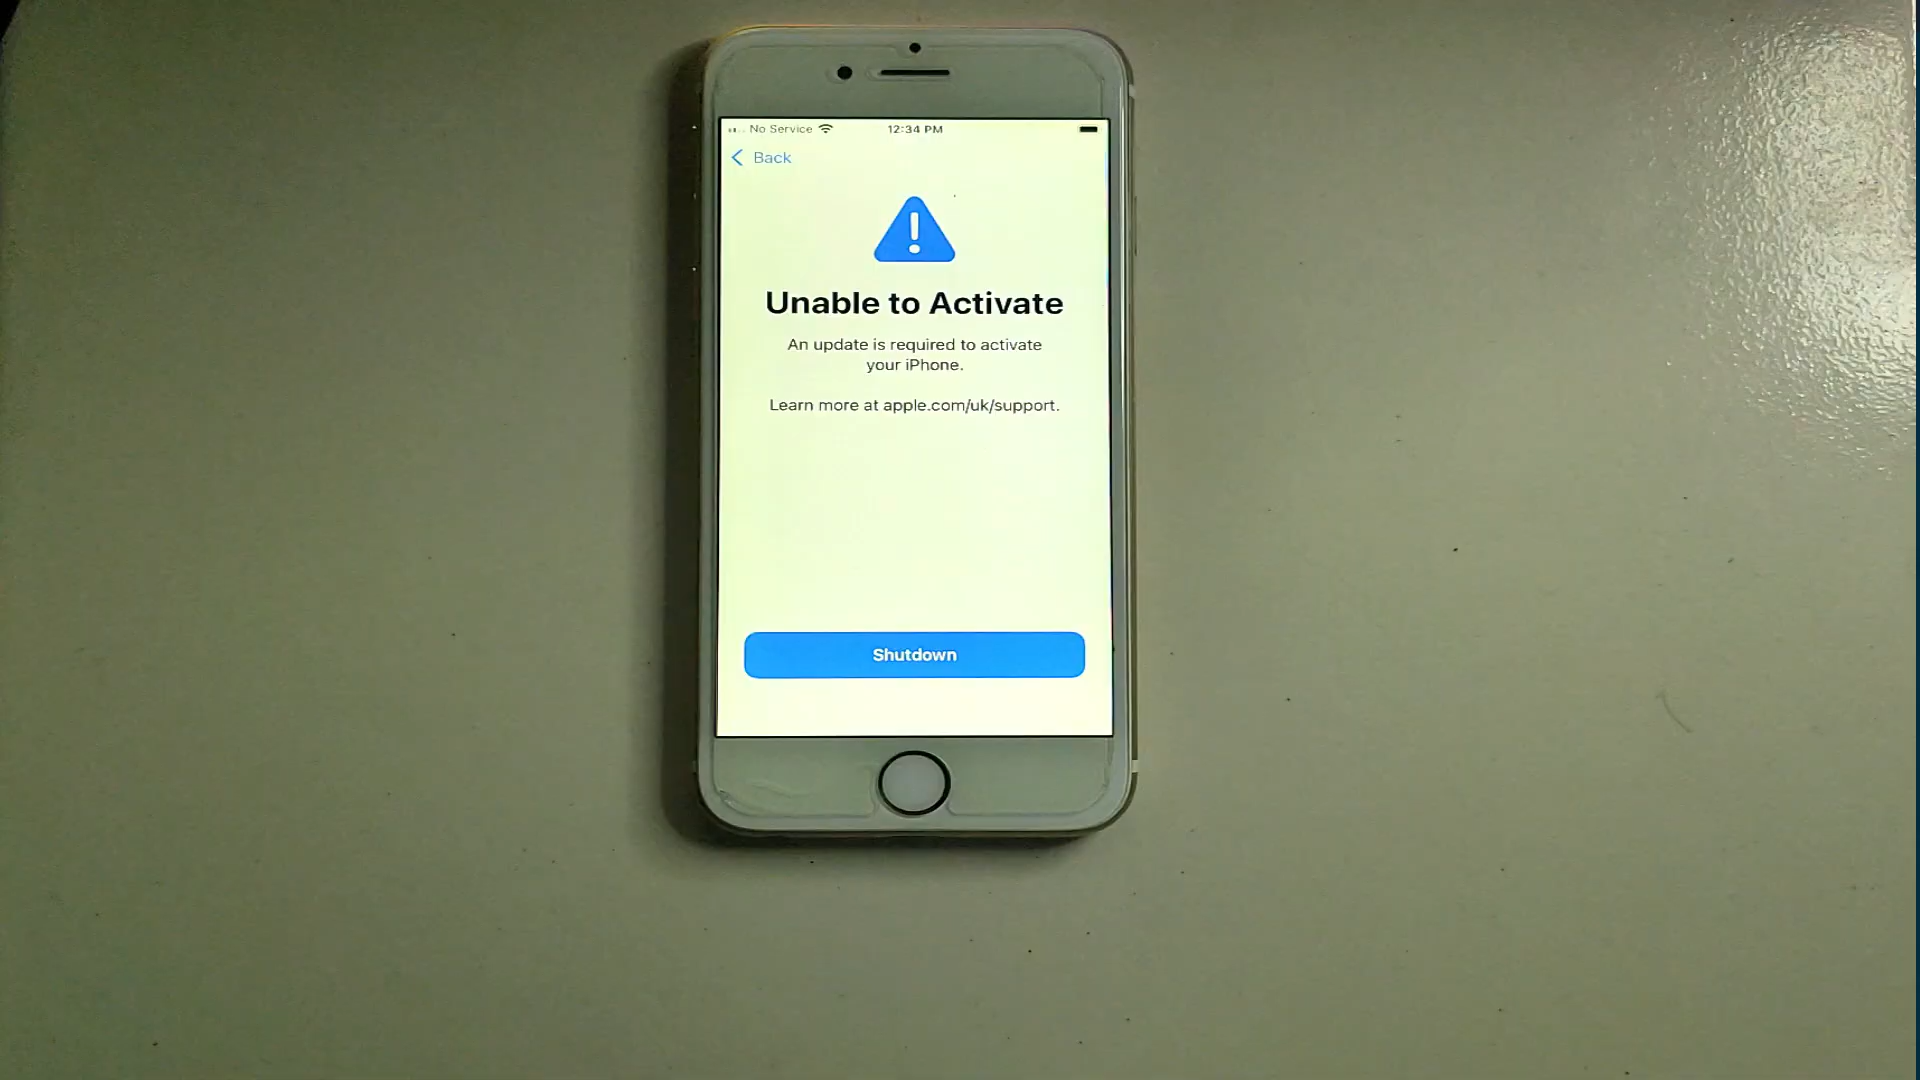 No Service 12:34 PM
Back
Unable to Activate
An update is required to activate
your iPhone.
Learn more at apple.com/uk/support.
Shutdown